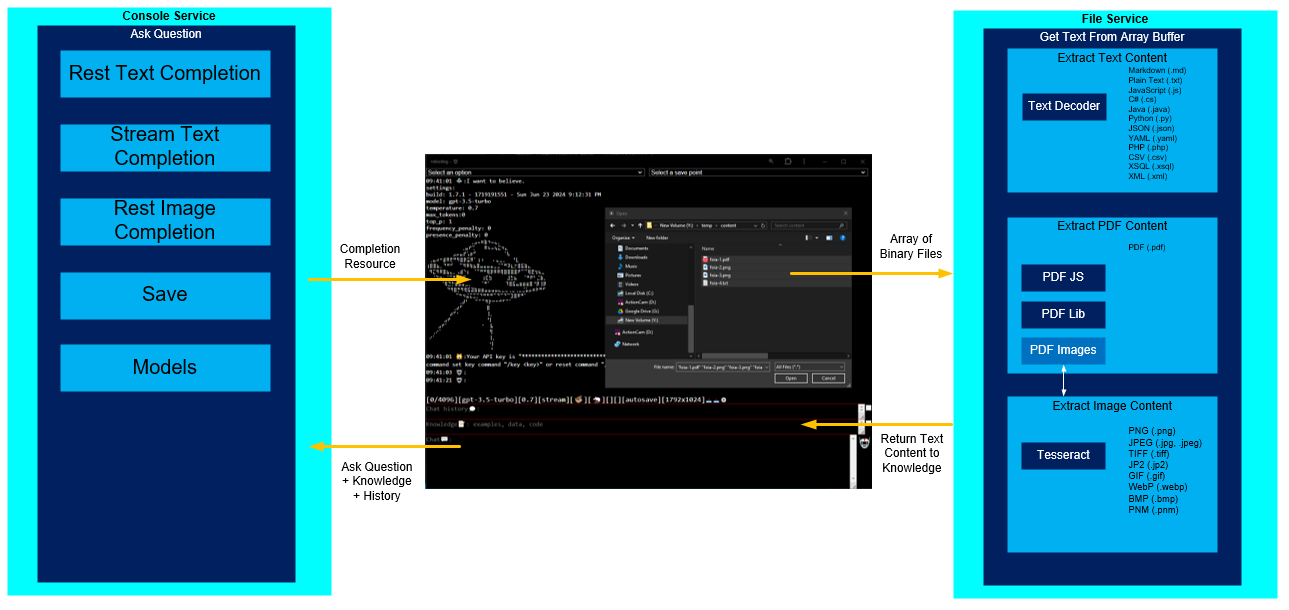 Console Service
Ask Question
Rest Text Completion
Stream Text
Completion
Rest Image
Completion
Save
Models
Completion
Resource
Ask Question
+ Knowledge
+ History
Select an option
Select a save point
09:41:01 :I want to believe.
settings:
build: 1.7.1 - 1719191551 - Sun Jun 23 2024 9:12:31 PM
model: gpt-3.5-turbo
temperature: 0.7
max_tokens:0
top_p: 1
frequency_penalty: 0
presence_penalty: 0
09:41:01 :Your API key is "**************************
command set key command "/key <key>" or reset command "/
09:41:03 :
09:41:21 :
[0/4096][gpt-3.5-turbo][0.7][stream][][][][][autosave][1792x1024]
Chat history :
Knowledge : examples, data, code
Chat :
Open
New Volume (Y:) temp content
Search content
Organise
New folder
Documents
Downloads
Music
Pictures
Videos
Local Disk (C:)
ActionCam (D:)
Google Drive (G:)
New Volume (Y:)
ActionCam (D:)
Network
Name
foia-1.pdf
foia-2.png
foia-3.png
foia-4.txt
File name: "foia-1.pdf" "foia-2.png" "foia-3.png" "foia
All Files (*.*)
Open
Cancel
Array of
Binary Files
Return Text
Content to
Knowledge
File Service
Get Text From Array Buffer
Extract Text Content
Text Decoder
Markdown (.md)
Plain Text (.txt)
JavaScript (.js)
C# (.cs)
Java (.java)
Python (.py)
JSON (.json)
YAML (.yaml)
PHP (.php)
CSV (.csv)
XSQL (.xsql)
XML (.xml)
Extract PDF Content
PDF (.pdf)
PDF JS
PDF Lib
PDF Images
Extract Image Content
Tesseract
PNG (.png)
JPEG (.jpg, .jpeg)
TIFF (.tiff)
JP2 (.jp2)
GIF (.gif)
WebP (.webp)
BMP (.bmp)
PNM (.pnm)